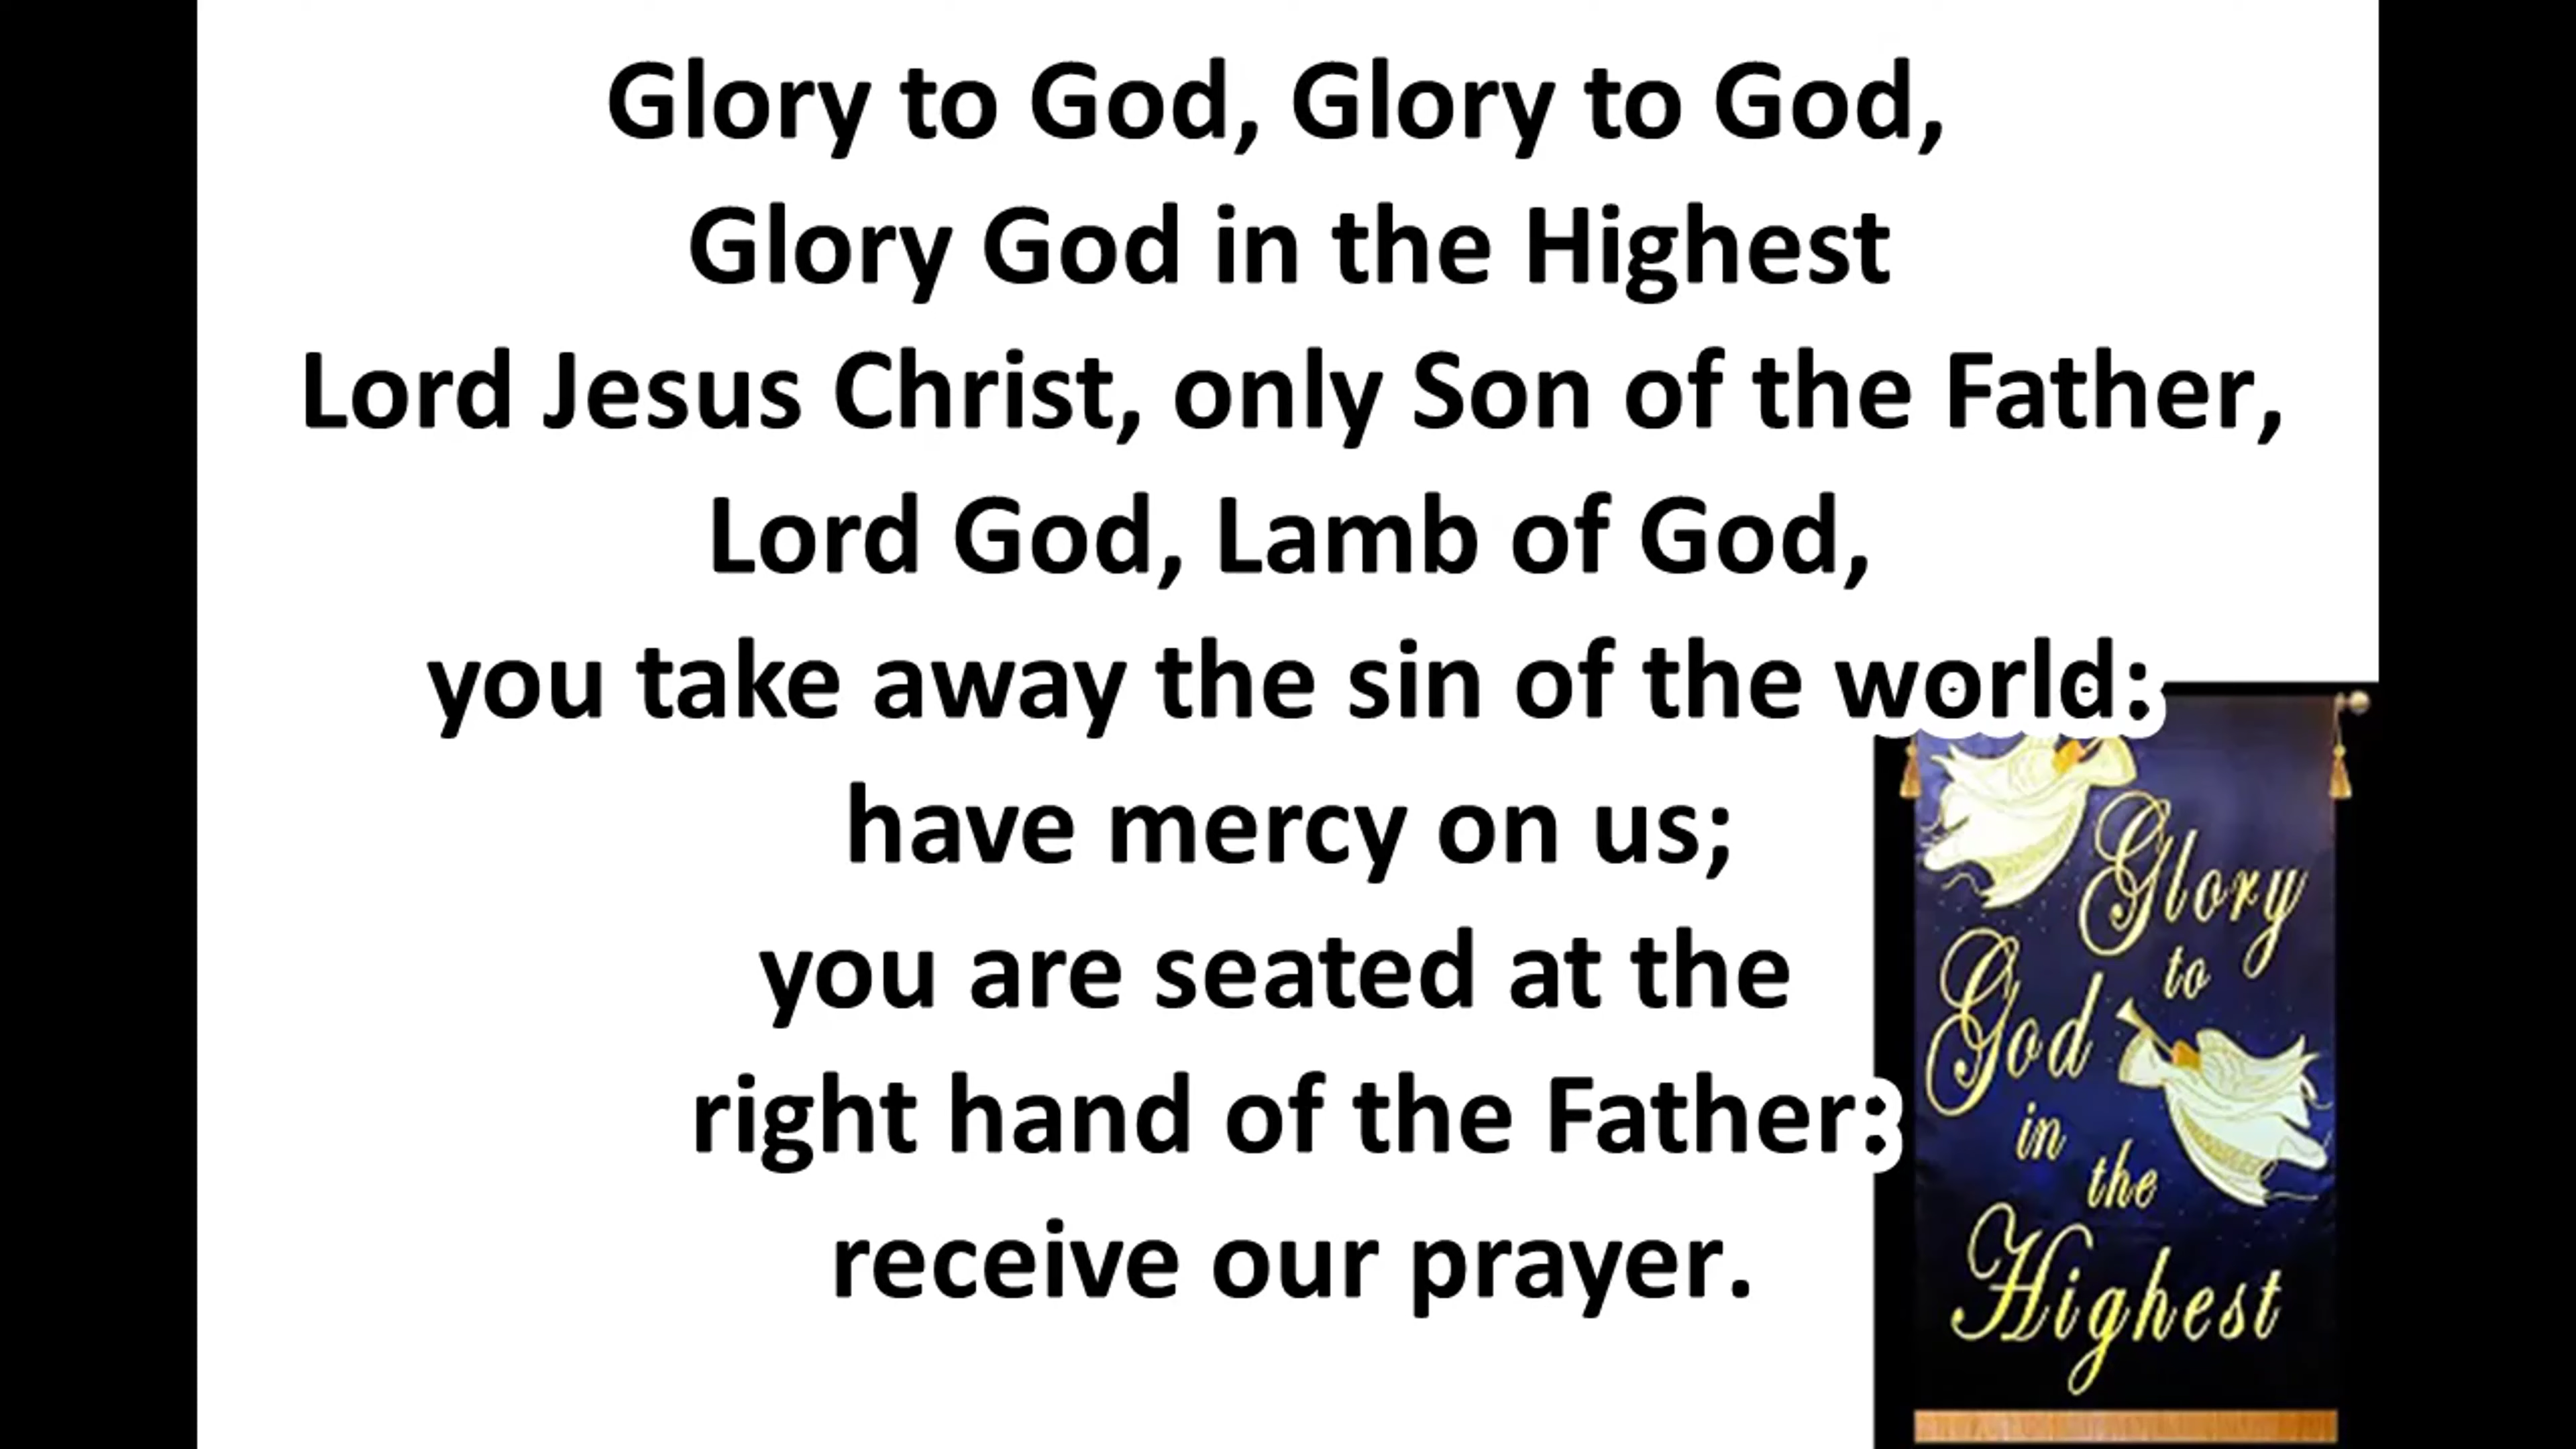 Glory to God, Glory to God,
Glory God in the Highest
Lord Jesus Christ, only Son of the Father,
Lord God, Lamb of God,
you take away the sin of the world:
have mercy on us;
you are seated at the
right hand of the Father:
receive our prayer.
Glory
to
God
in
the
Highest